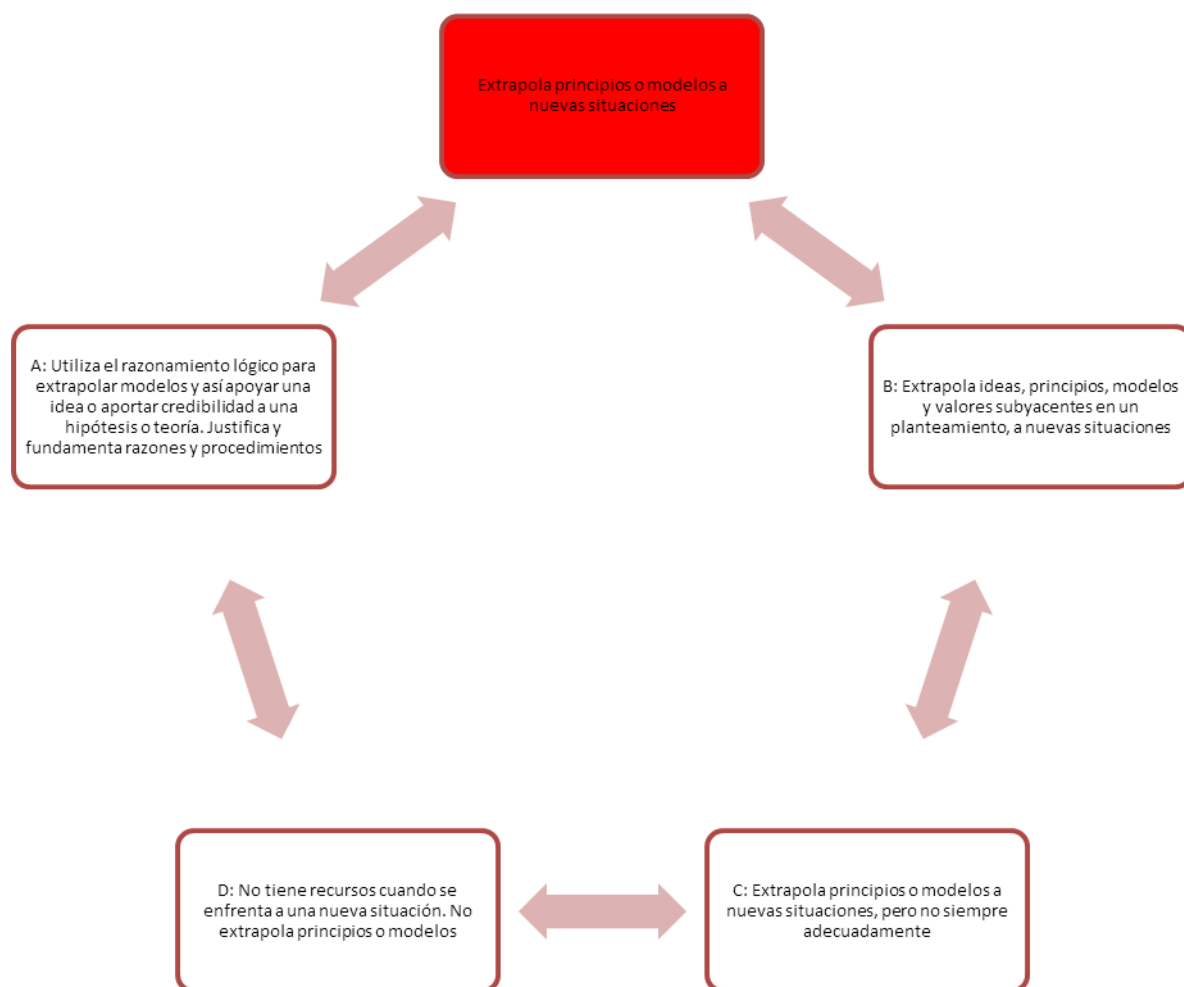 Extrapola principios o modelos a
nuevas situaciones
A: Utiliza el razonamiento lógico para
extrapolar modelos y así apoyar una
idea o aportar credibilidad a una
hipótesis o teoría. Justifica y
fundamenta razones y procedimientos
B: Extrapola ideas, principios, modelos
y valores subyacentes en un
planteamiento, a nuevas situaciones
D: No tiene recursos cuando se
enfrenta a una nueva situación. No
extrapola principios o modelos
C: Extrapola principios o modelos a
nuevas situaciones, pero no siempre
adecuadamente